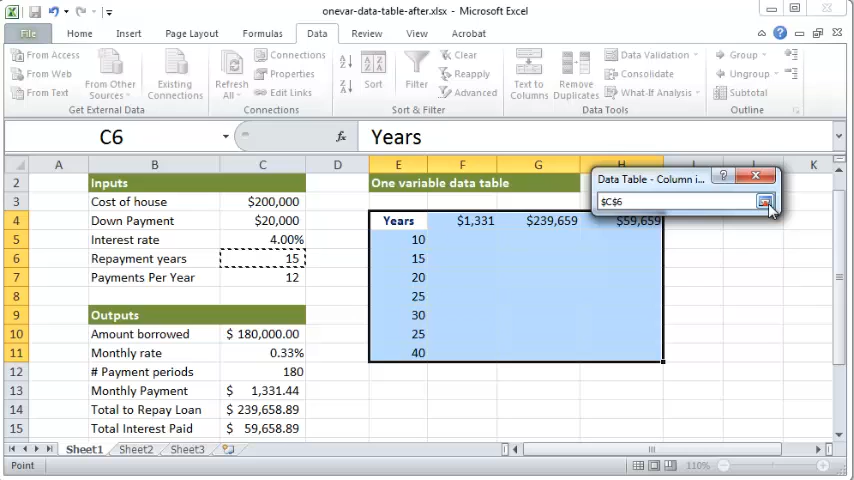 onevar-data-table-after.xlsx - Microsoft Excel
File Home Insert Page Layout Formulas Data Review View Acrobat
From Access
From Web
From Text
From Other Sources
Existing Connections
Get External Data
Refresh All
Connections
Properties
Edit Links
Connections
Sort
Filter
Clear
Reapply
Advanced
Sort & Filter
Text to Columns
Remove Duplicates
Data Validation
Consolidate
What-If Analysis
Data Tools
Group
Ungroup
Subtotal
Outline
C6 fx Years
A B C D E F G H K
2 Inputs One variable data table
3 Cost of house $200,000
4 Down Payment $20,000 Years $1,331 $239,659 $59,659
5 Interest rate 4.00% 10
6 Repayment years 15 15
7 Payments Per Year 12 20
8 25
9 Outputs 30
10 Amount borrowed $ 180,000.00 25
11 Monthly rate 0.33% 40
12 # Payment periods 180
13 Monthly Payment $ 1,331.44
14 Total to Repay Loan $ 239,658.89
15 Total Interest Paid $ 59,658.89
Data Table - Column i...
$C$6
Sheet1 Sheet2 Sheet3
Point 110%